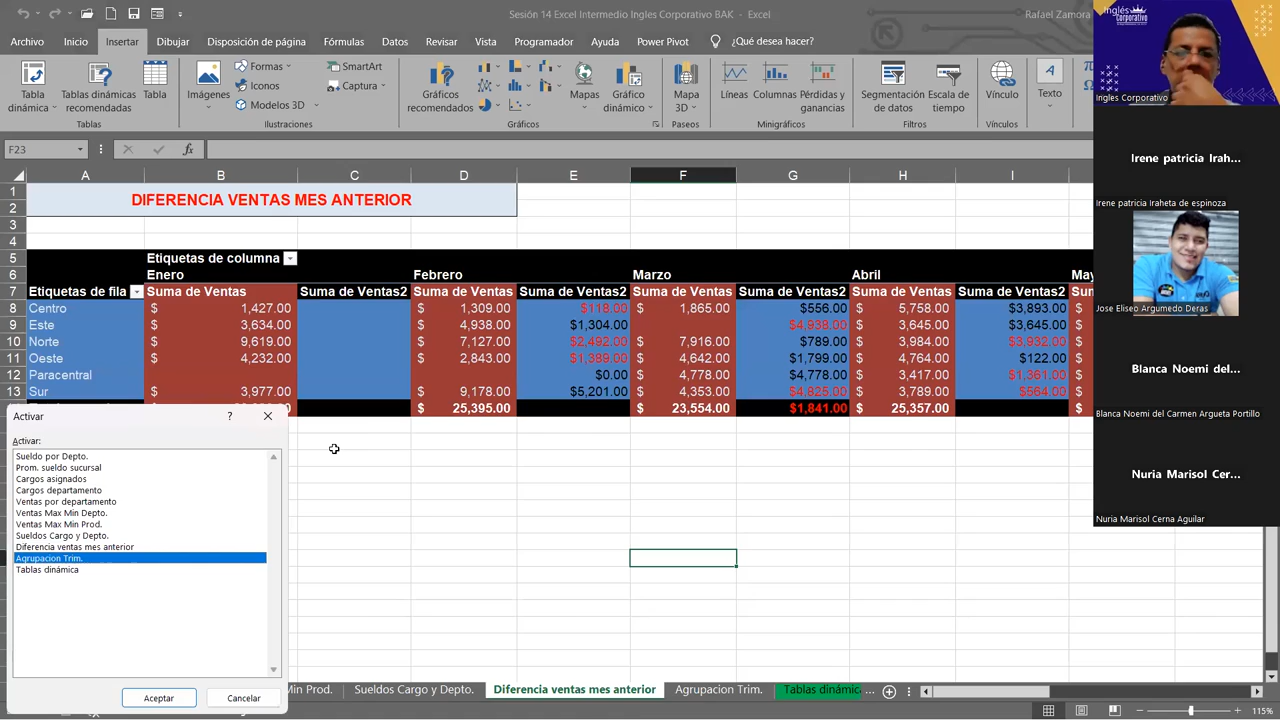 Sesión 14 Excel Intermedio Ingles Corporativo BAK - Excel
Rafael Zamora
Archivo Inicio Insertar Dibujar Disposición de página Fórmulas Datos Revisar Vista Programador Ayuda Power Pivot ¿Qué desea hacer?
Tabla dinámica
Tablas dinámicas recomendadas
Tabla
Imágenes
Formas
Iconos
Modelos 3D
SmartArt
Captura
Gráficos recomendados
Mapas
Gráfico dinámico
Mapa 3D
Líneas
Columnas
Pérdidas y ganancias
Segmentación de datos
Escala de tiempo
Vínculo
Texto
Tablas Ilustraciones Gráficos Paseos Minigráficos Filtros Vínculos
F23
fx
A B C D E F G H I
1 DIFERENCIA VENTAS MES ANTERIOR
2
3
4
5 Etiquetas de columna
6 Enero Febrero Marzo Abril
7 Etiquetas de fila Suma de Ventas Suma de Ventas2 Suma de Ventas Suma de Ventas2 Suma de Ventas Suma de Ventas2 Suma de Ventas Suma de Ventas2
8 Centro $ 1,427.00 $ 1,309.00 $118.00 $ 1,865.00 $556.00 $ 5,758.00 $3,893.00 $
9 Este $ 3,634.00 $ 4,938.00 $1,304.00 $4,938.00 $ 3,645.00 $3,645.00 $
10 Norte $ 9,619.00 $ 7,127.00 $2,492.00 $ 7,916.00 $789.00 $ 3,984.00 $3,932.00 $
11 Oeste $ 4,232.00 $ 2,843.00 $1,389.00 $ 4,642.00 $1,799.00 $ 4,764.00 $122.00 $
12 Paracentral $0.00 $ 4,778.00 $4,778.00 $ 3,417.00 $1,361.00 $
13 Sur $ 3,977.00 $ 9,178.00 $5,201.00 $ 4,353.00 $4,825.00 $ 3,789.00 $564.00 $
$ 25,395.00 $ 23,554.00 $1,841.00 $ 25,357.00 $
Activar ?
Activar:
Sueldo por Depto.
Prom. sueldo sucursal
Cargos asignados
Cargos departamento
Ventas por departamento
Ventas Max Min Depto.
Ventas Max Min Prod.
Sueldos Cargo y Depto.
Diferencia ventas mes anterior
Agrupacion Trim.
Tablas dinámica
Aceptar Cancelar
Min Prod. Sueldos Cargo y Depto. Diferencia ventas mes anterior Agrupacion Trim. Tablas dinámic ...
115%
Inglés Corporativo
Ingles Corporativo
Irene patricia Irah...
Irene patricia Iraheta de espinoza
Jose Eliseo Argumedo Deras
Blanca Noemi del...
Blanca Noemi del Carmen Argueta Portillo
Nuria Marisol Cer...
Nuria Marisol Cerna Aguilar